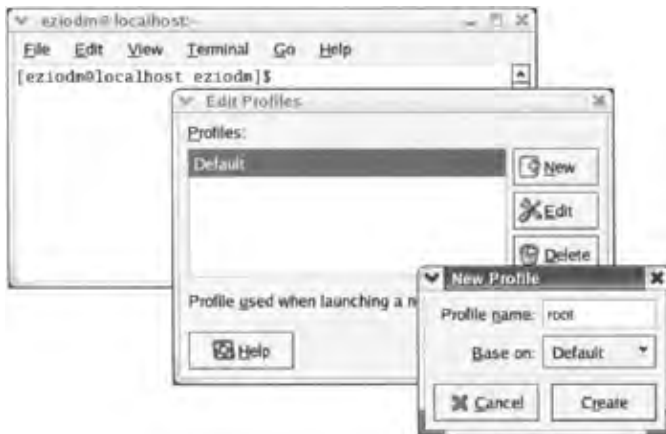 eziodm@localhost:~
File Edit View Terminal Go Help
[eziodm@localhost eziodm]$
Edit Profiles
Profiles:
Default
New
Edit
Delete
Profile used when launching a n
Help
New Profile
Profile name: root
Base on: Default
Cancel Create